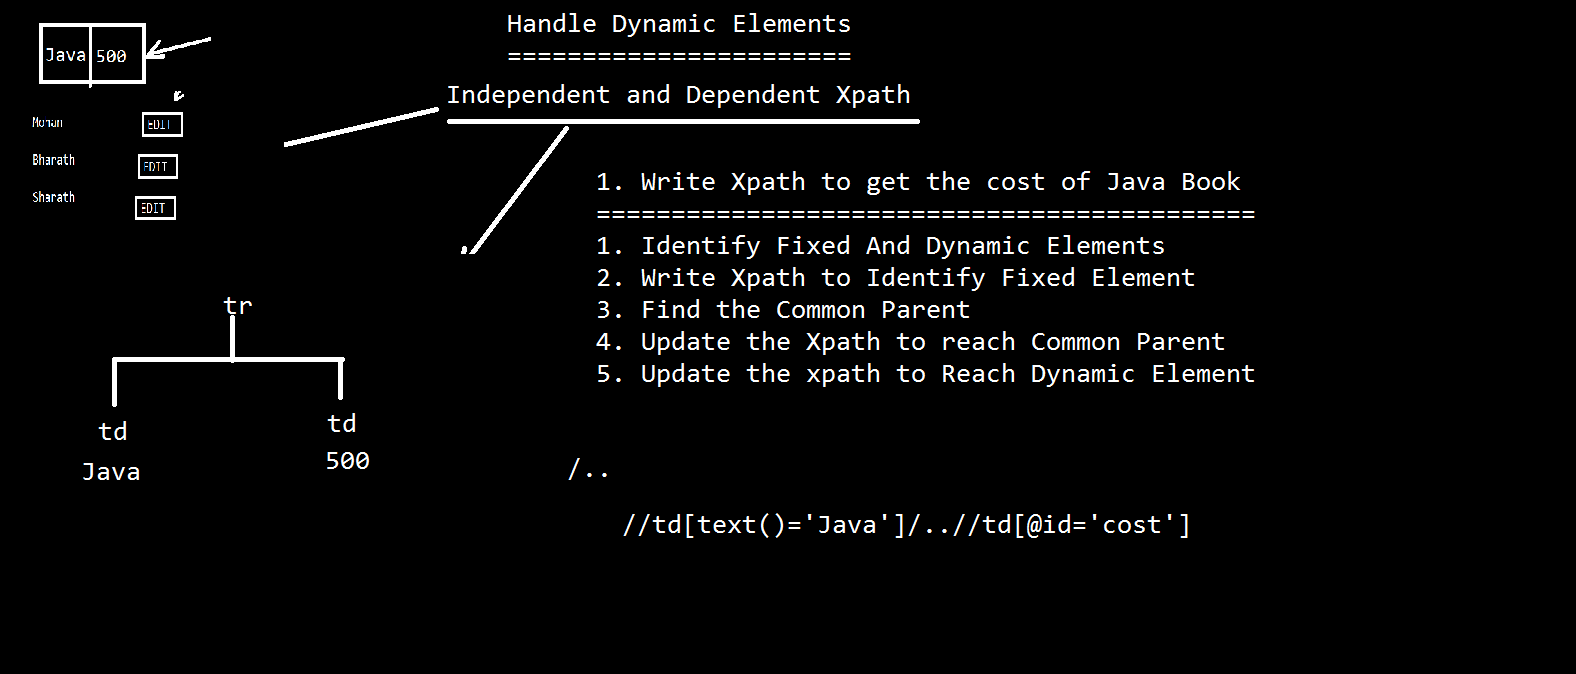 Handle Dynamic Elements
=======================
Java 500
Independent and Dependent Xpath
Mohan EDIT
Bharath EDIT
Sharath EDIT
1. Write Xpath to get the cost of Java Book
============================================
1. Identify Fixed And Dynamic Elements
2. Write Xpath to Identify Fixed Element
3. Find the Common Parent
4. Update the Xpath to reach Common Parent
5. Update the xpath to Reach Dynamic Element
tr
td td
Java 500
/..
//td[text()='Java']/..//td[@id='cost']